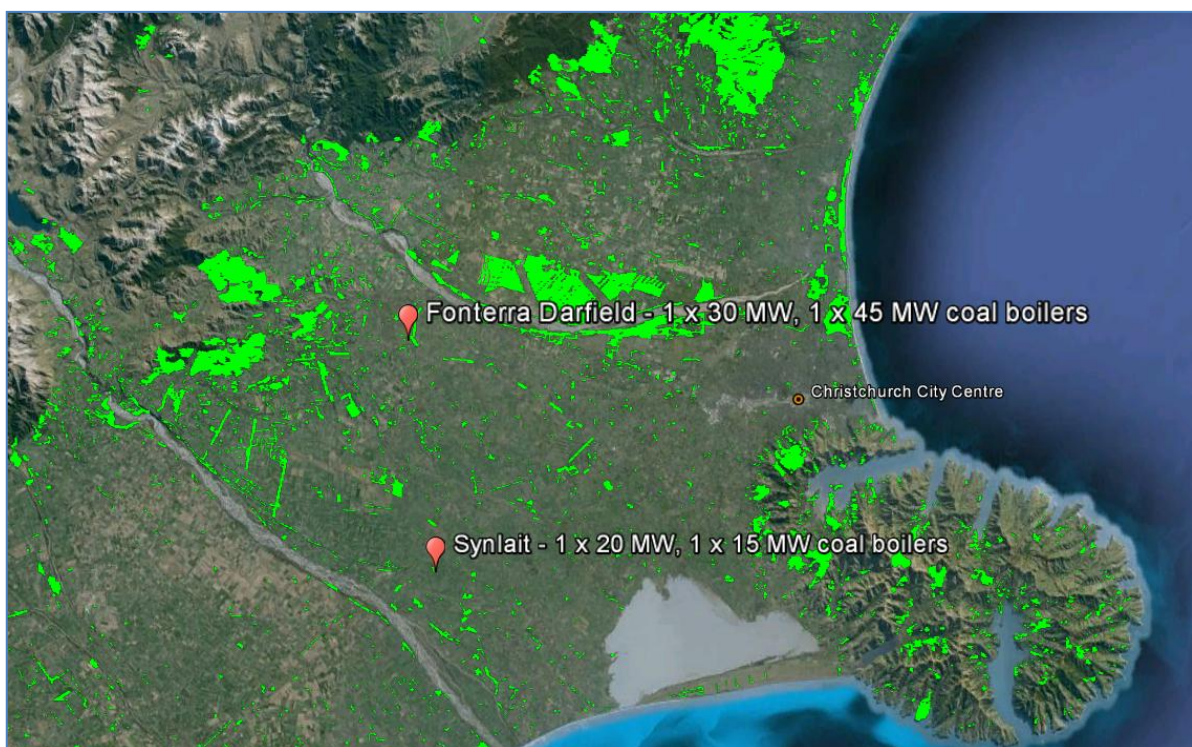 Fonterra Darfield - 1 x 30 MW, 1 x 45 MW coal boilers
Christchurch City Centre
Synlait - 1 x 20 MW, 1 x 15 MW coal boilers